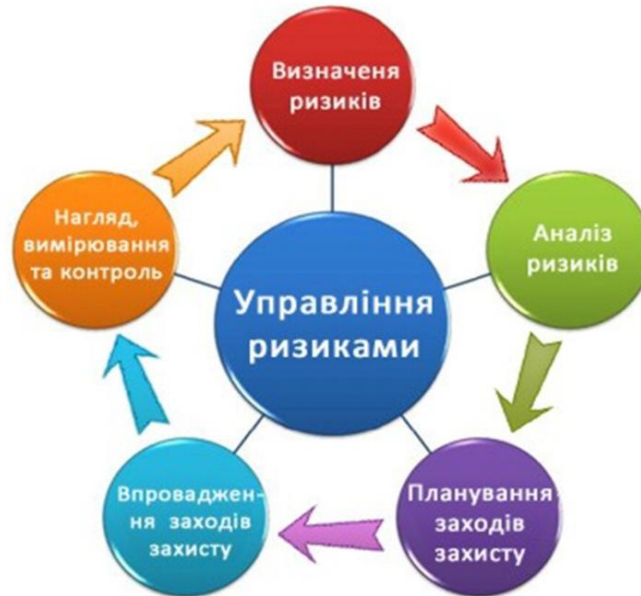 Визначеня
ризиків
Аналіз
ризиків
Планування
заходів
захисту
Впроваджен-
ня заходів
захисту
Нагляд,
вимірювання
та контроль
Управління
ризиками